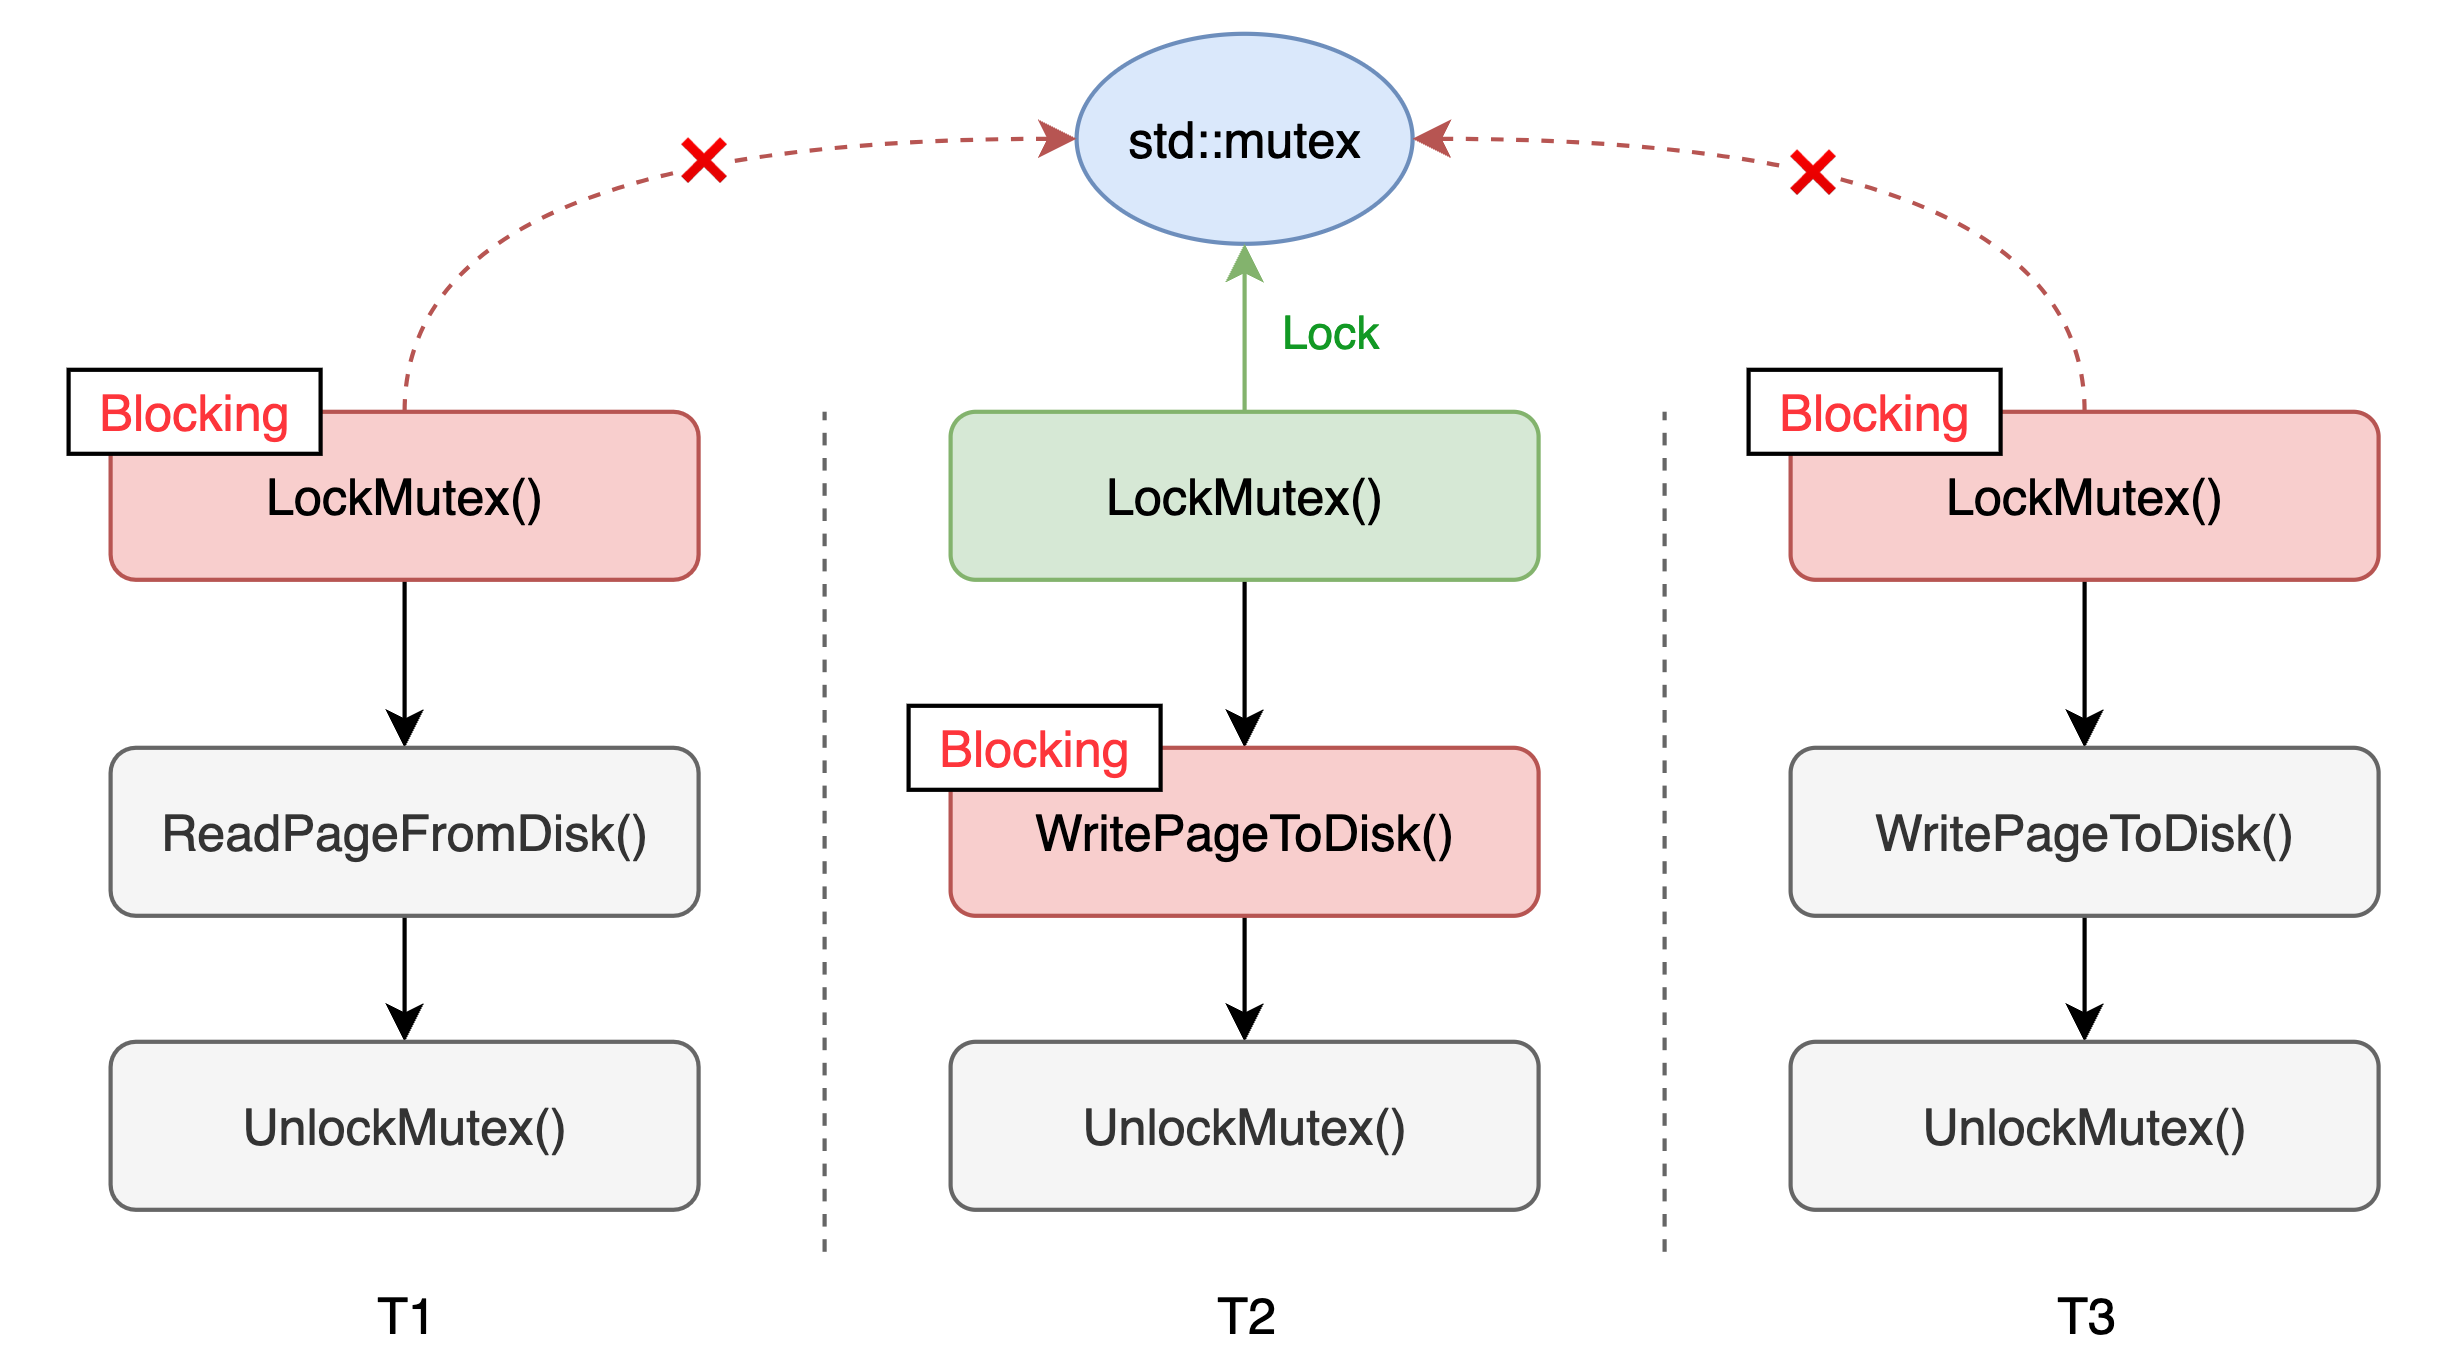 std::mutex
Lock
Blocking
Blocking
LockMutex()
LockMutex()
LockMutex()
Blocking
ReadPageFromDisk()
WritePageToDisk()
WritePageToDisk()
UnlockMutex()
UnlockMutex()
UnlockMutex()
T1
T2
T3